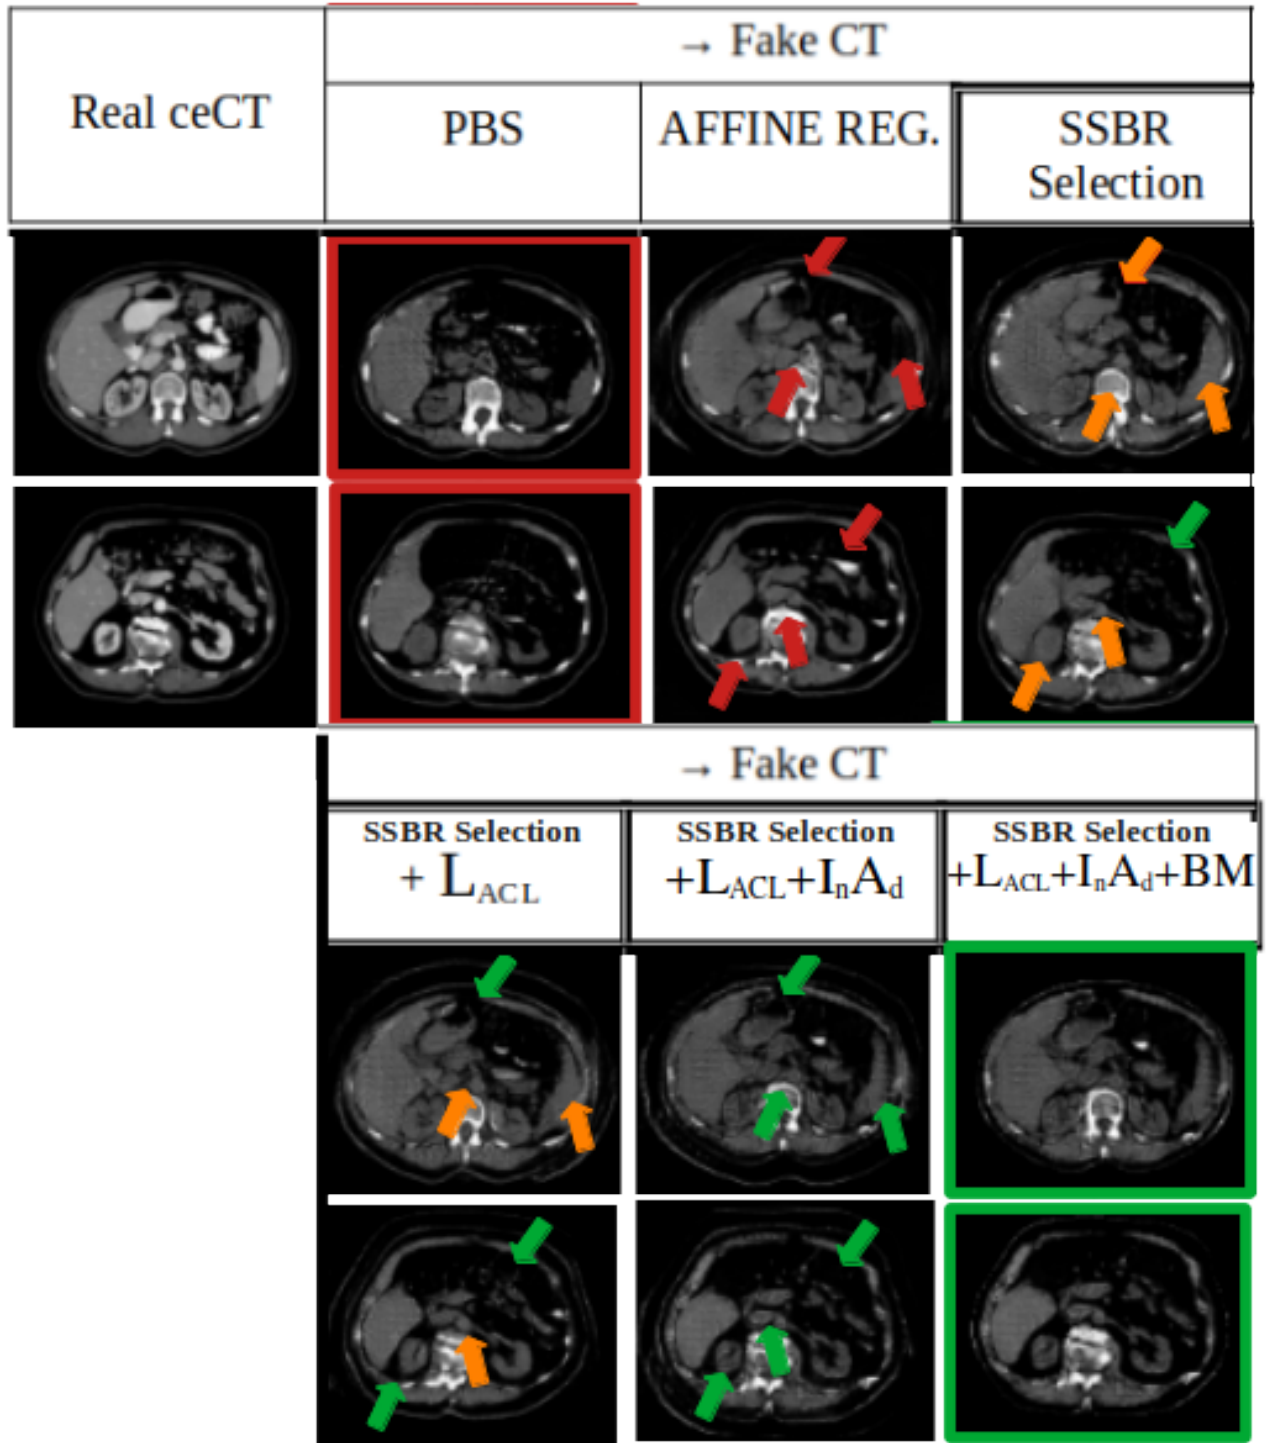 → Fake CT
Real ceCT
PBS
AFFINE REG.
SSBR
Selection
→ Fake CT
SSBR Selection
+ LACL
SSBR Selection
+LACL+InAd
SSBR Selection
+LACL+InAd+BM